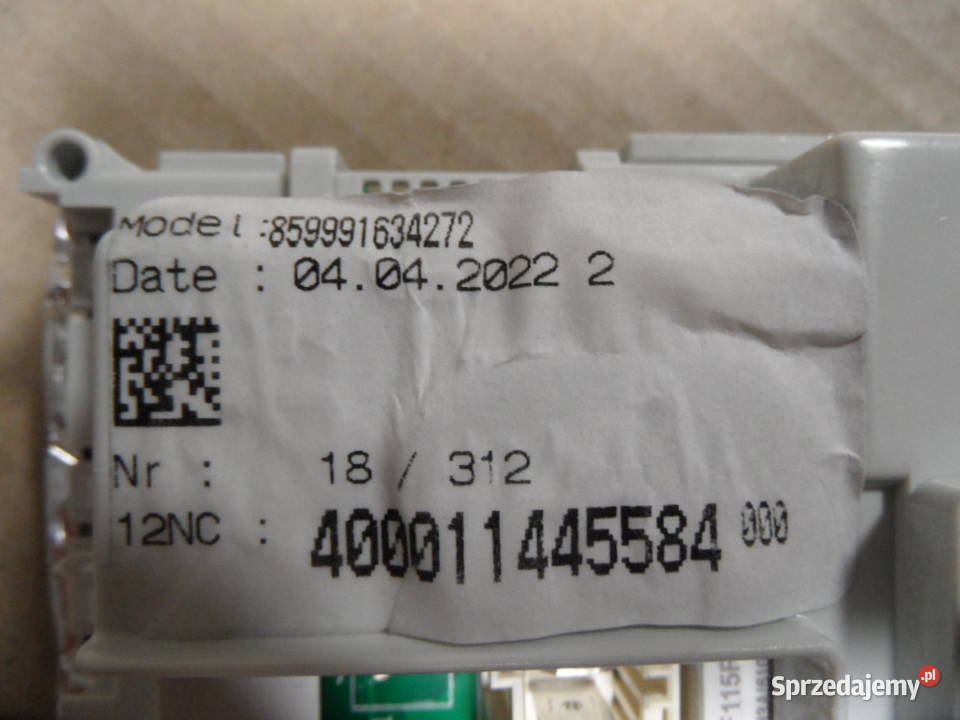 Model :859991634272
Date : 04.04.2022 2
Nr : 18 / 312
12NC : 400011445584 000
Sprzedajemy.pl